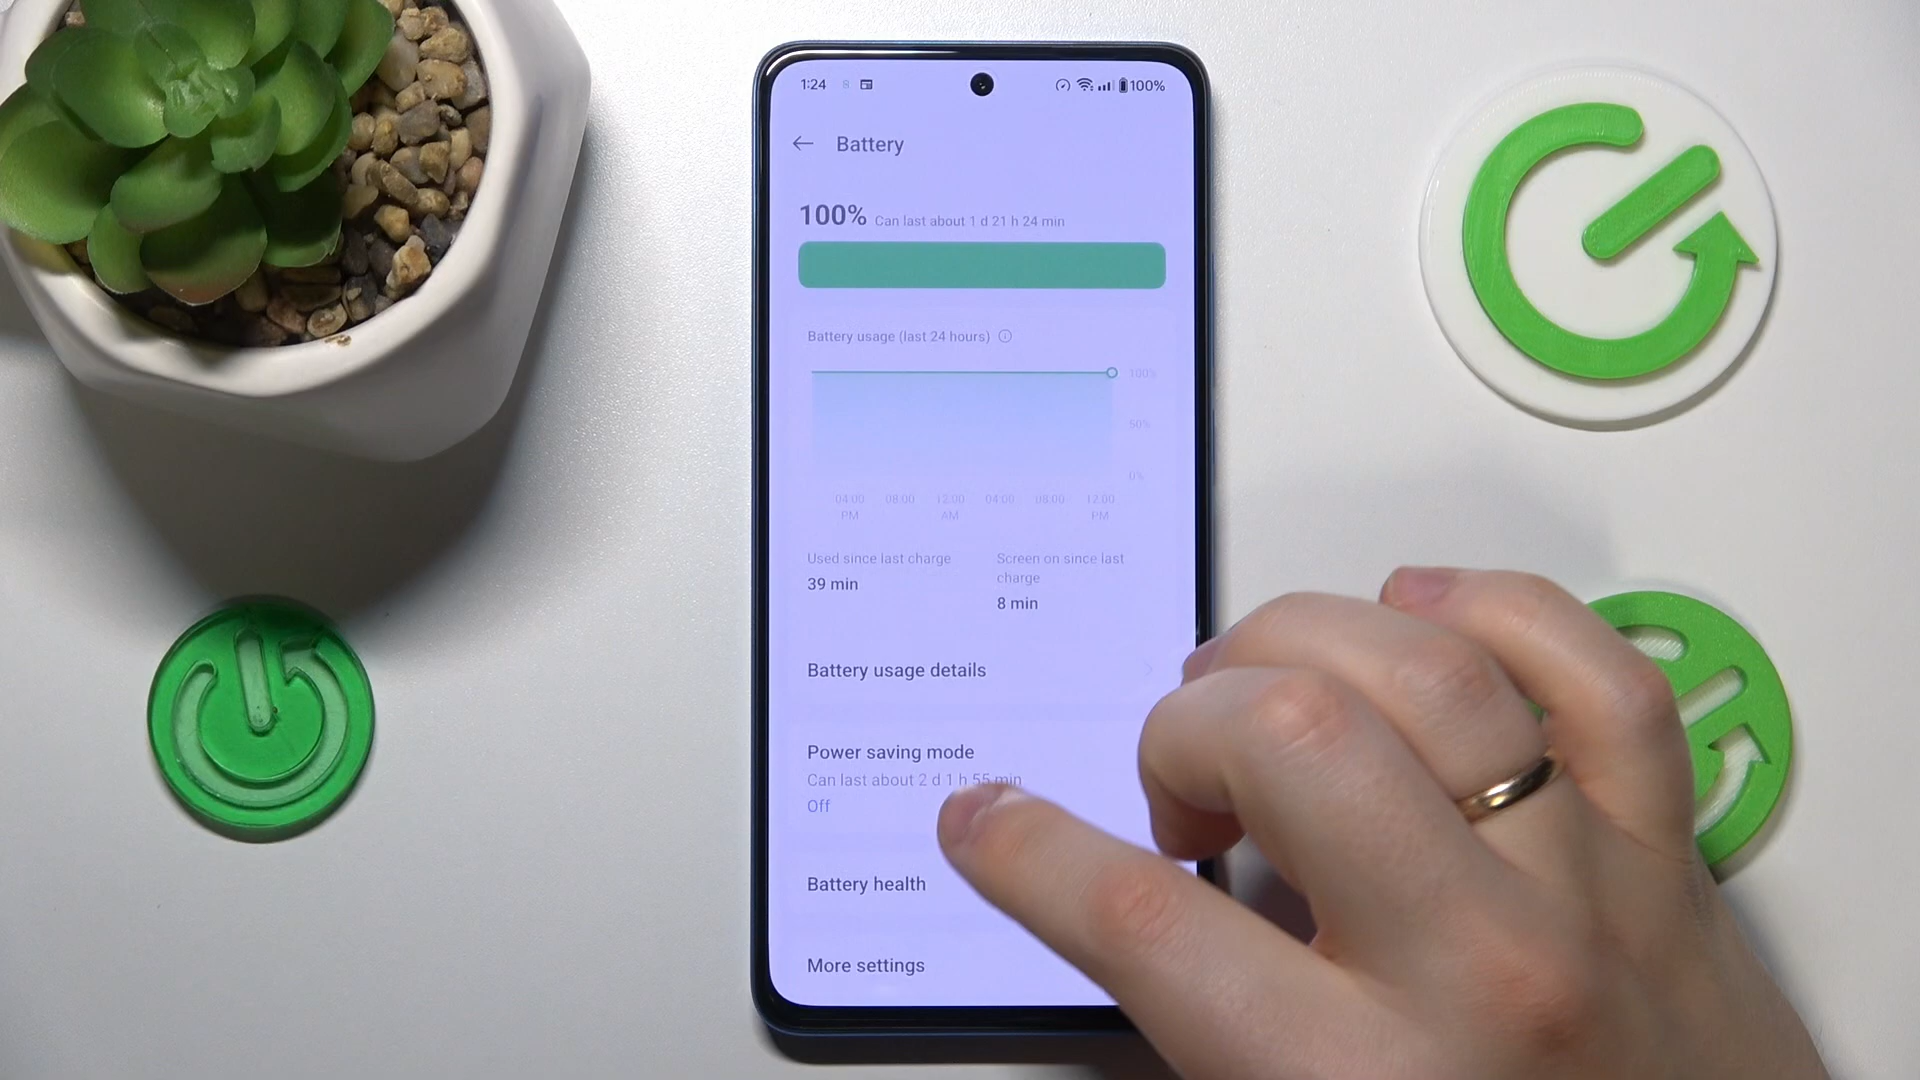 1:24
100%
Battery
100% Can last about 1 d 21 h 24 min
Battery usage (last 24 hours)
100%
50%
0%
04:00 08:00 12:00 04:00 08:00 12:00
PM AM PM
Used since last charge
39 min
Screen on since last
charge
8 min
Battery usage details
Power saving mode
Can last about 2 d 1 h 55 min
Off
Battery health
More settings